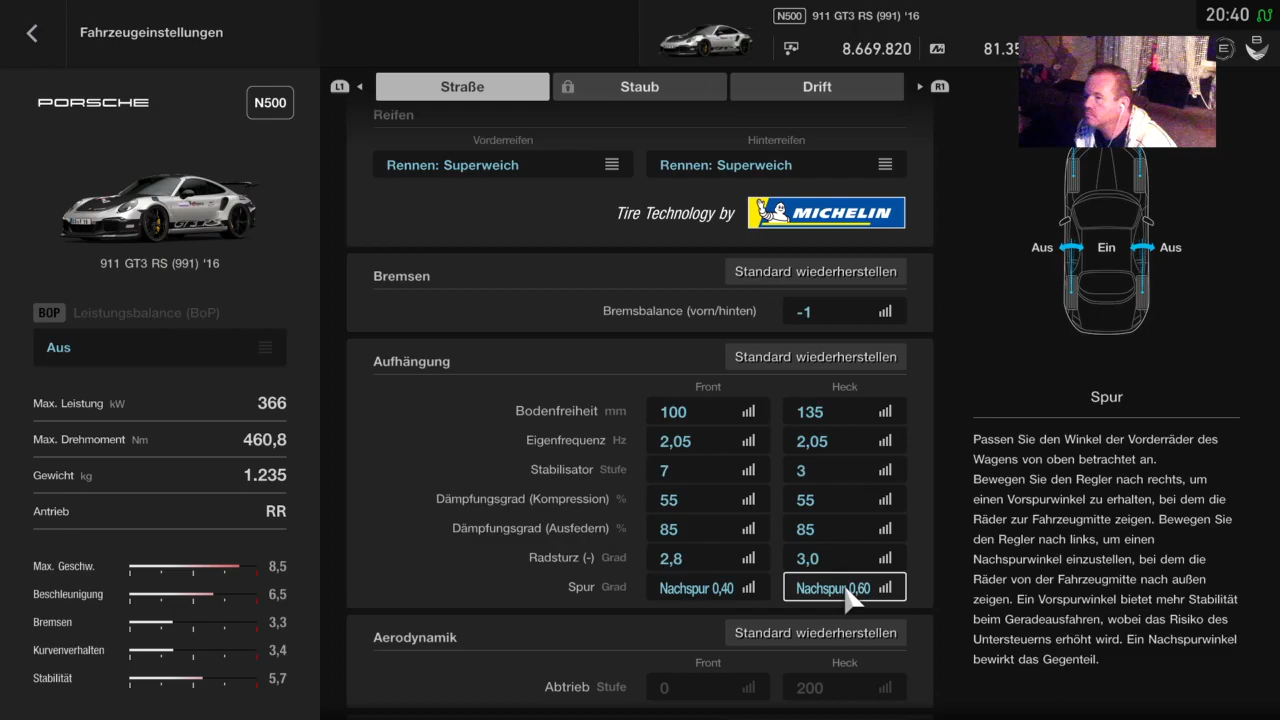 Fahrzeugeinstellungen
N500 911 GT3 RS (991) '16
8.669.820
81.35
20:40
E
B
PORSCHE
N500
911 GT3 RS (991) '16
BOP Leistungsbalance (BoP)
Aus
Max. Leistung kW 366
Max. Drehmoment Nm 460,8
Gewicht kg 1.235
Antrieb RR
Max. Geschw. 8,5
Beschleunigung 6,5
Bremsen 3,3
Kurvenverhalten 3,4
Stabilität 5,7
L1 Straße Staub Drift R1
Reifen
Vorderreifen Hinterreifen
Rennen: Superweich Rennen: Superweich
Tire Technology by MICHELIN
Bremsen Standard wiederherstellen
Bremsbalance (vorn/hinten) -1
Aufhängung Standard wiederherstellen
Front Heck
Bodenfreiheit mm 100 135
Eigenfrequenz Hz 2,05 2,05
Stabilisator Stufe 7 3
Dämpfungsgrad (Kompression) % 55 55
Dämpfungsgrad (Ausfedern) % 85 85
Radsturz (-) Grad 2,8 3,0
Spur Grad Nachspur 0,40 Nachspur 0,60
Aerodynamik Standard wiederherstellen
Front Heck
Abtrieb Stufe 0 200
Aus Ein Aus
Spur
Passen Sie den Winkel der Vorderräder des
Wagens von oben betrachtet an.
Bewegen Sie den Regler nach rechts, um
einen Vorspurwinkel zu erhalten, bei dem die
Räder zur Fahrzeugmitte zeigen. Bewegen Sie
den Regler nach links, um einen
Nachspurwinkel einzustellen, bei dem die
Räder von der Fahrzeugmitte nach außen
zeigen. Ein Vorspurwinkel bietet mehr Stabilität
beim Geradeausfahren, wobei das Risiko des
Untersteuerns erhöht wird. Ein Nachspurwinkel
bewirkt das Gegenteil.